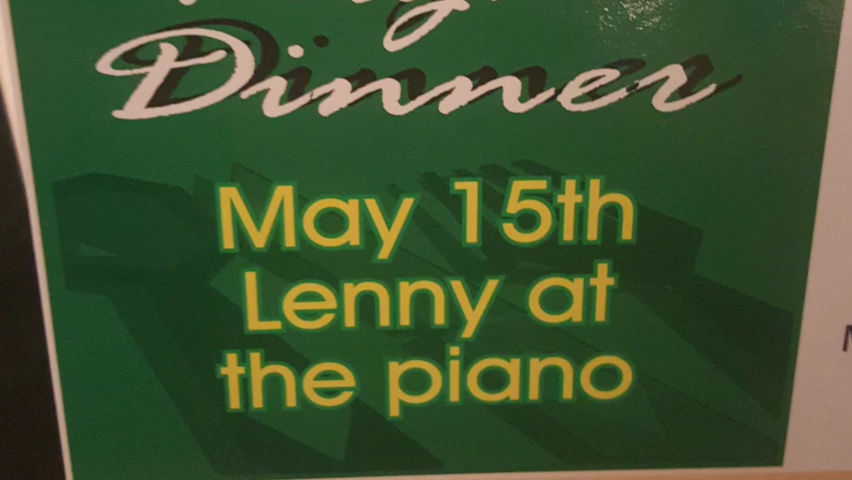 Dinner
May 15th
Lenny at
the piano